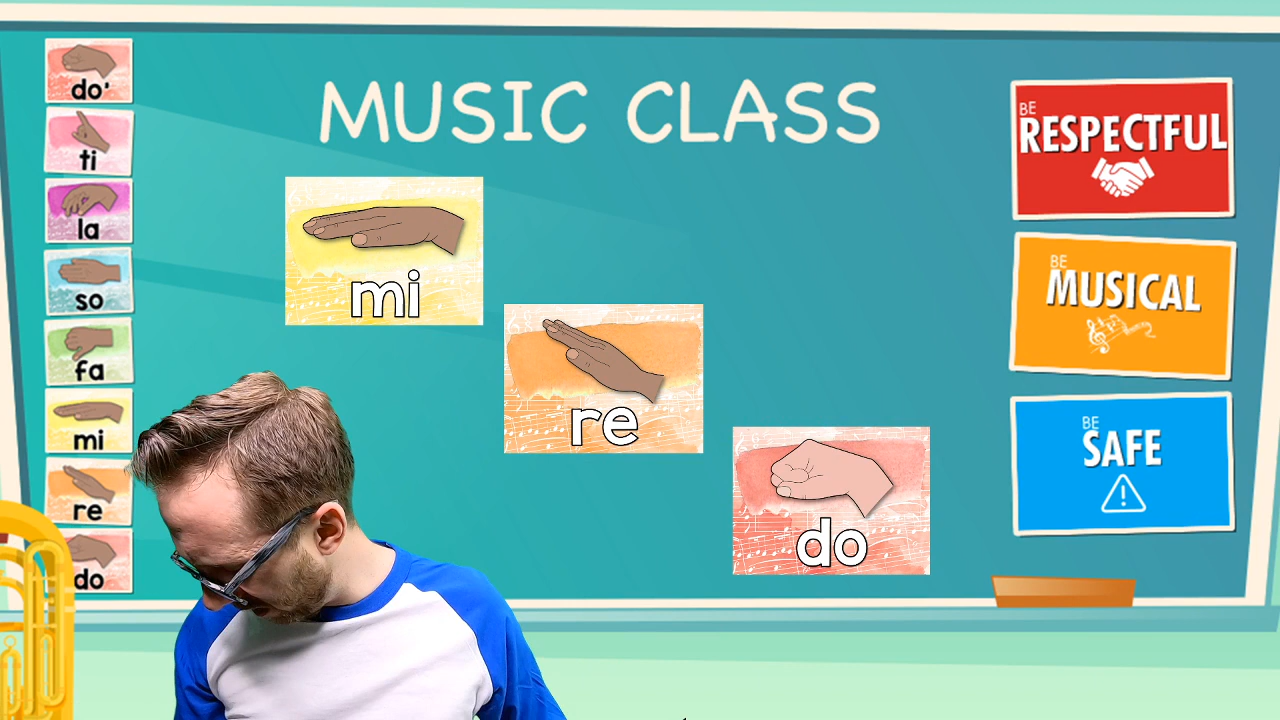 MUSIC CLASS
do'
ti
la
so
fa
mi
re
do
mi
re
do
BE
RESPECTFUL
BE
MUSICAL
BE
SAFE